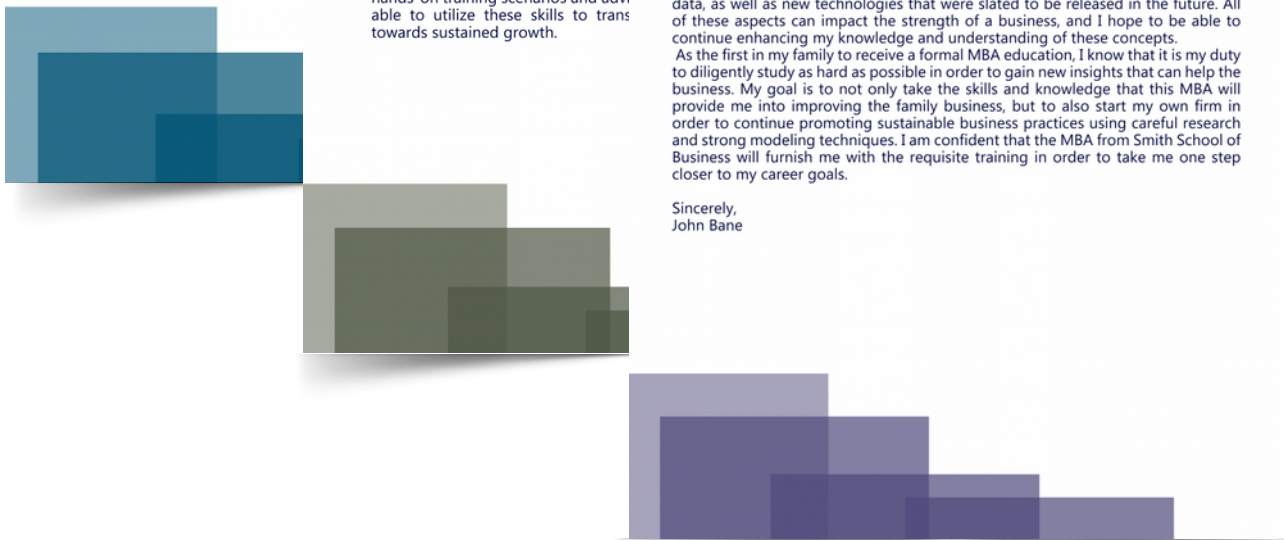 able to utilize these skills to trans
towards sustained growth.
data, as well as new technologies that were slated to be released in the future. All
of these aspects can impact the strength of a business, and I hope to be able to
continue enhancing my knowledge and understanding of these concepts.
As the first in my family to receive a formal MBA education, I know that it is my duty
to diligently study as hard as possible in order to gain new insights that can help the
business. My goal is to not only take the skills and knowledge that this MBA will
provide me into improving the family business, but to also start my own firm in
order to continue promoting sustainable business practices using careful research
and strong modeling techniques. I am confident that the MBA from Smith School of
Business will furnish me with the requisite training in order to take me one step
closer to my career goals.
Sincerely,
John Bane